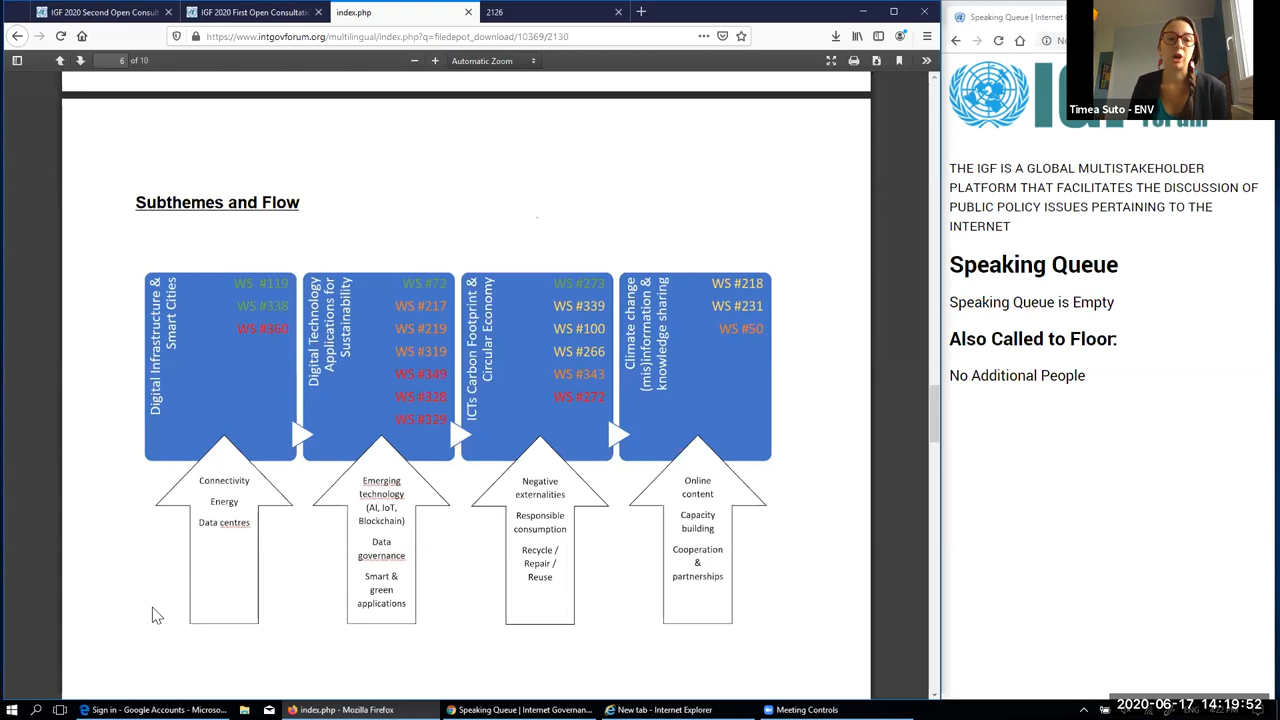 IGF 2020 Second Open Consult
IGF 2020 First Open Consultati
index.php
2126
https://www.intgovforum.org/multilingual/index.php?q=filedepot_download/10369/2130
6 of 10
Automatic Zoom
Subthemes and Flow
Digital Infrastructure &
Smart Cities
WS #119
WS #338
WS #360
Digital Technology
Applications for
Sustainability
WS #72
WS #217
WS #219
WS #319
WS #349
WS #328
WS #329
ICTs Carbon Footprint &
Circular Economy
WS #273
WS #339
WS #100
WS #266
WS #343
WS #272
Climate change
(mis)information &
knowledge sharing
WS #218
WS #231
WS #50
Connectivity
Energy
Data centres
Emerging
technology
(AI, IoT,
Blockchain)
Data
governance
Smart &
green
applications
Negative
externalities
Responsible
consumption
Recycle /
Repair /
Reuse
Online
content
Capacity
building
Cooperation
&
partnerships
Speaking Queue | Internet G
No
Timea Suto - ENV
THE IGF IS A GLOBAL MULTISTAKEHOLDER
PLATFORM THAT FACILITATES THE DISCUSSION OF
PUBLIC POLICY ISSUES PERTAINING TO THE
INTERNET
Speaking Queue
Speaking Queue is Empty
Also Called to Floor:
No Additional People
Sign in - Google Accounts - Microso...
index.php - Mozilla Firefox
Speaking Queue | Internet Governan...
New tab - Internet Explorer
Meeting Controls
2020-06-17 14:19:52